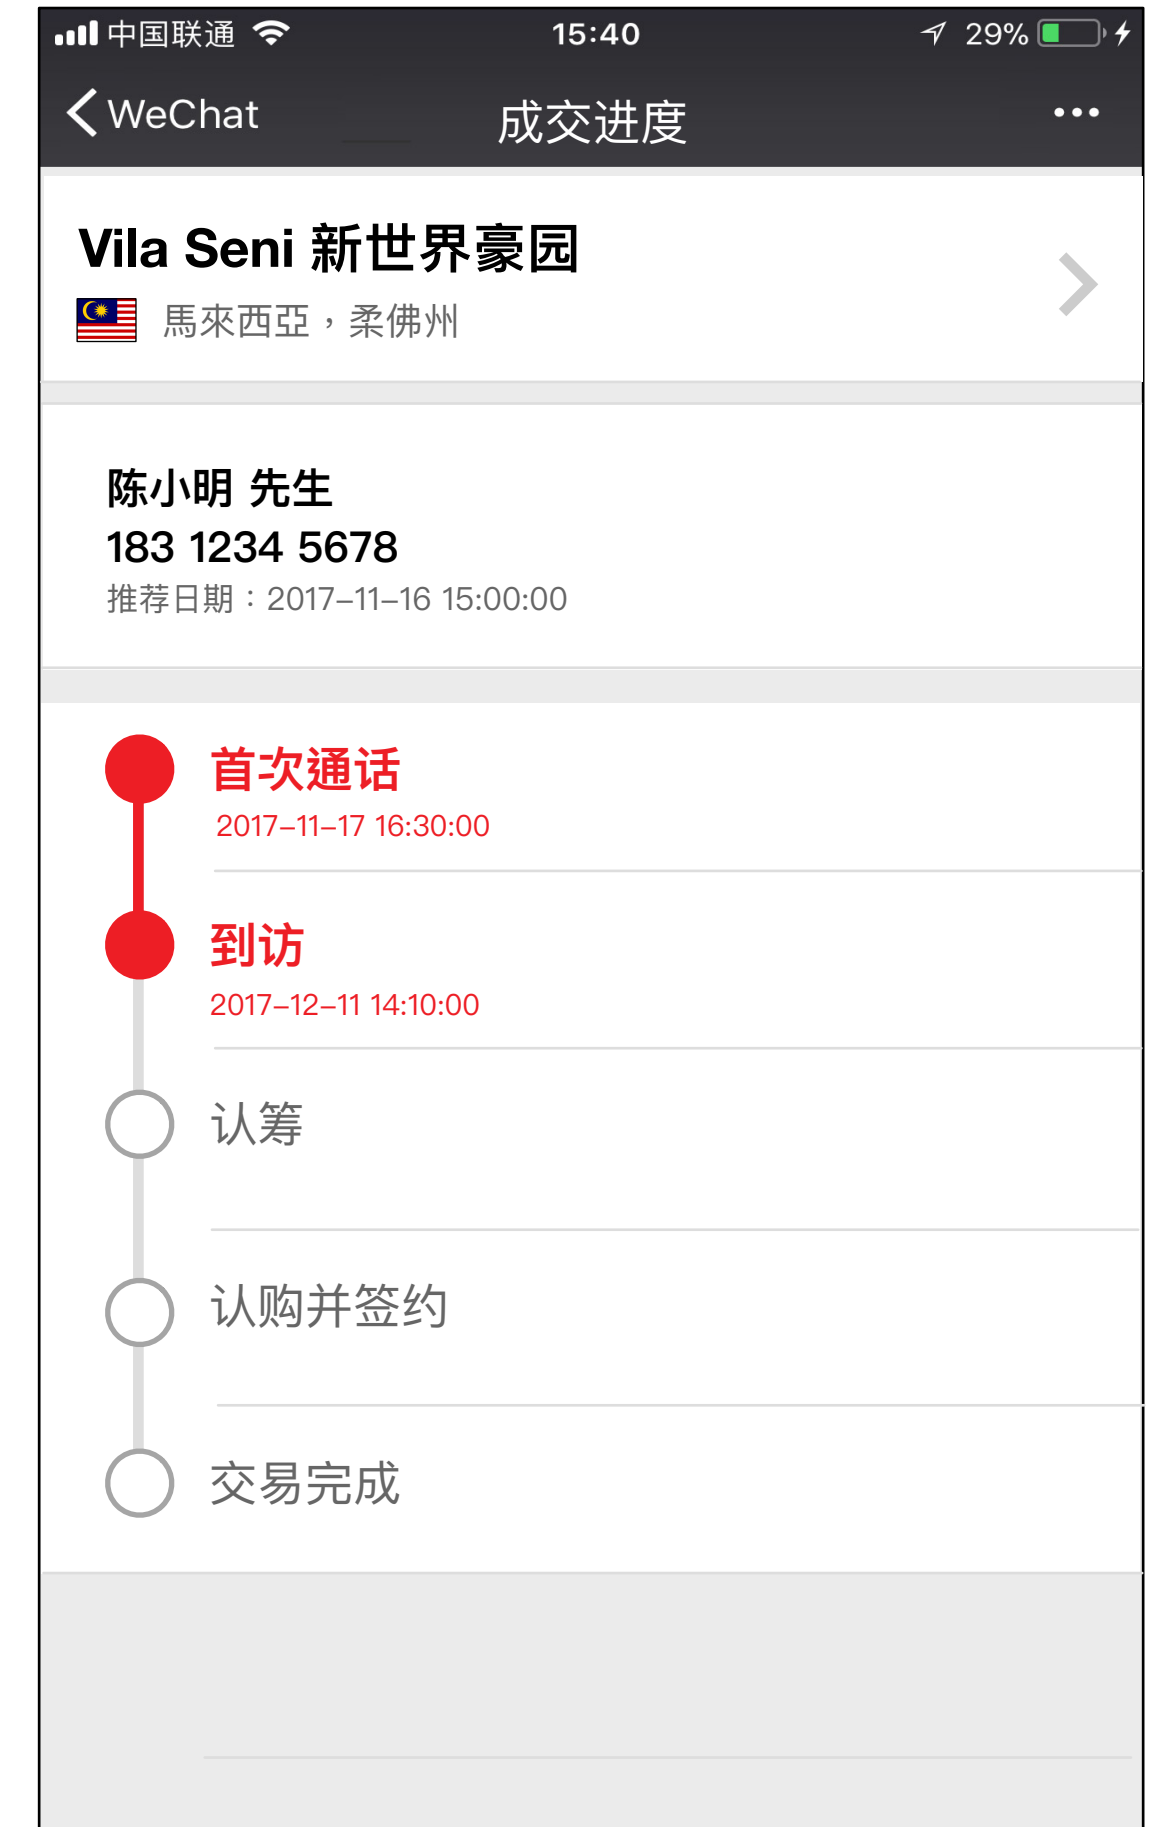 中国联通 15:40 29%
WeChat 成交进度
Vila Seni 新世界豪园
馬來西亞，柔佛州
陈小明 先生
183 1234 5678
推荐日期：2017-11-16 15:00:00
首次通话
2017-11-17 16:30:00
到访
2017-12-11 14:10:00
认筹
认购并签约
交易完成